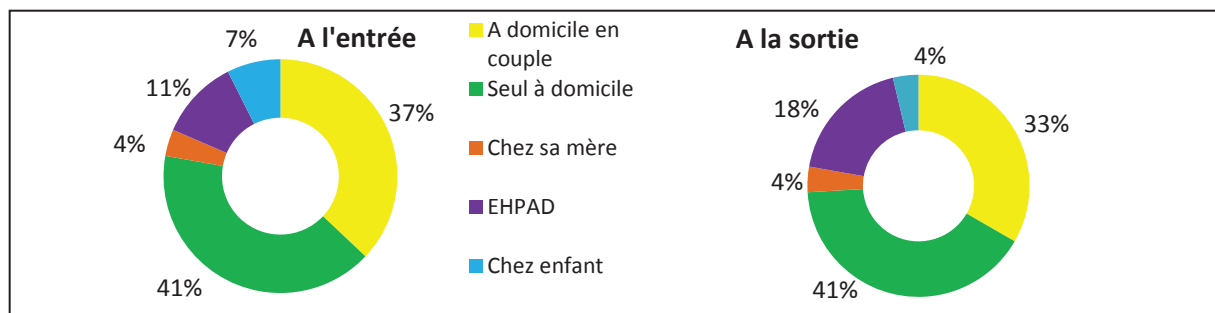 A l'entrée
7%
11%
4%
37%
41%
A domicile en
couple
Seul à domicile
Chez sa mère
EHPAD
Chez enfant
A la sortie
4%
18%
4%
33%
41%